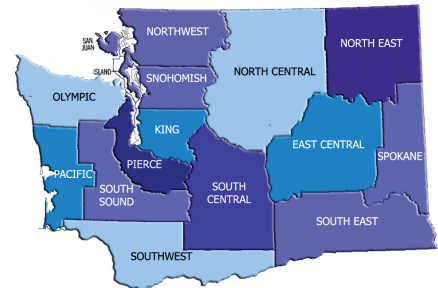 NORTHWEST
SAN
JUAN
NORTH EAST
ISLAND
SNOHOMISH
NORTH CENTRAL
OLYMPIC
KING
EAST CENTRAL
PIERCE
SPOKANE
PACIFIC
SOUTH
SOUND
SOUTH
CENTRAL
SOUTH EAST
SOUTHWEST